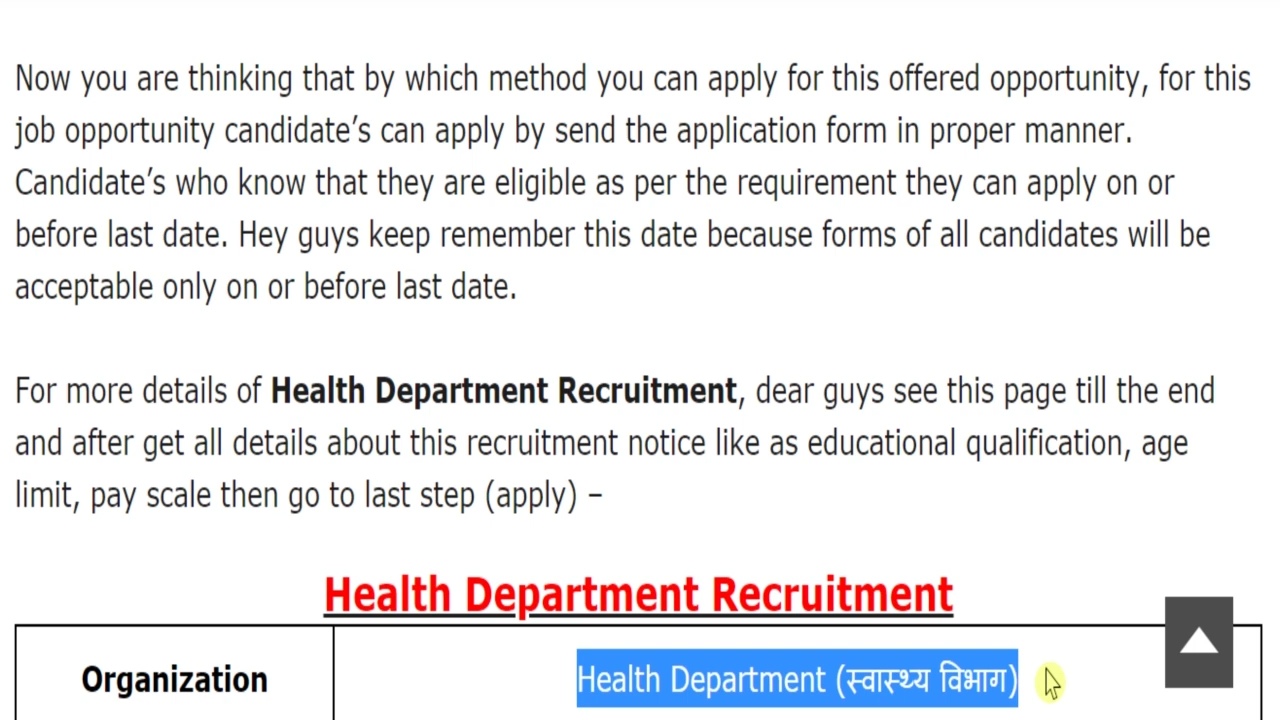 Now you are thinking that by which method you can apply for this offered opportunity, for this
job opportunity candidate’s can apply by send the application form in proper manner.
Candidate’s who know that they are eligible as per the requirement they can apply on or
before last date. Hey guys keep remember this date because forms of all candidates will be
acceptable only on or before last date.
For more details of Health Department Recruitment, dear guys see this page till the end
and after get all details about this recruitment notice like as educational qualification, age
limit, pay scale then go to last step (apply) –
Health Department Recruitment
Organization Health Department (स्वास्थ्य विभाग)